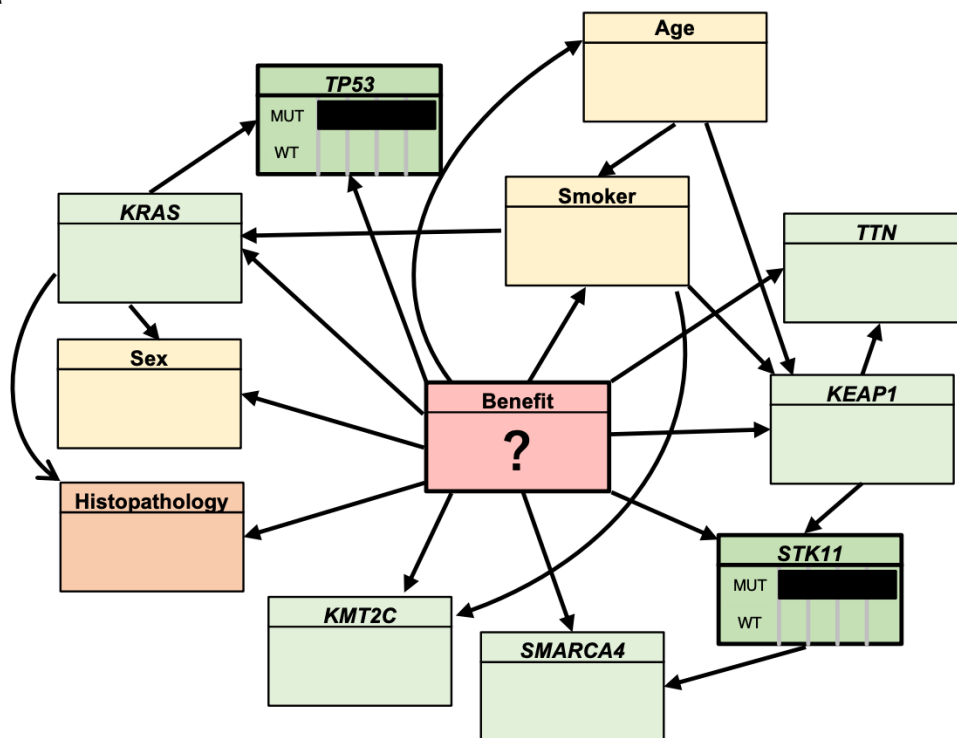 Age
TP53
MUT
WT
Smoker
KRAS
TTN
Sex
Benefit
?
KEAP1
Histopathology
STK11
MUT
WT
KMT2C
SMARCA4